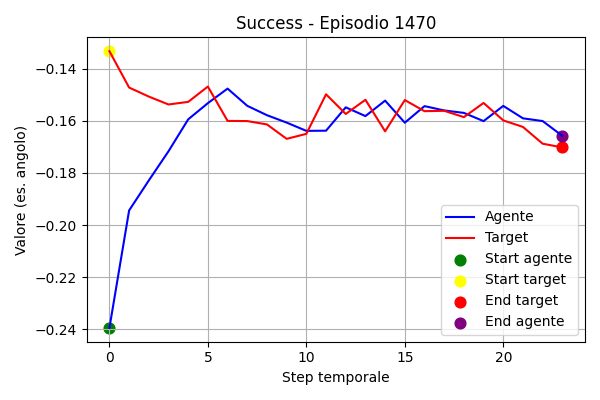 Success - Episodio 1470
Valore (es. angolo)
−0.14
−0.16
−0.18
−0.20
−0.22
−0.24
0
5
10
15
20
Step temporale
Agente
Target
Start agente
Start target
End target
End agente